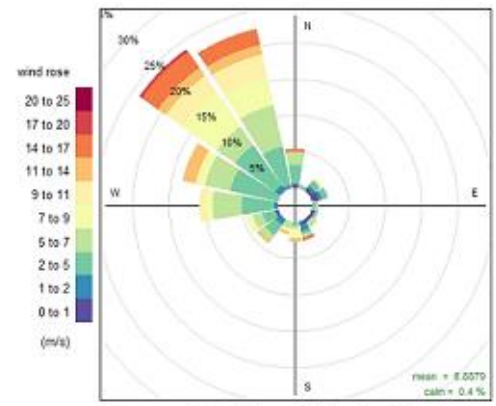 30%
25%
20%
15%
10%
5%
N
W
E
S
wind rose
20 to 25
17 to 20
14 to 17
11 to 14
9 to 11
7 to 9
5 to 7
2 to 5
1 to 2
0 to 1
(m/s)
calm = 0.4 %